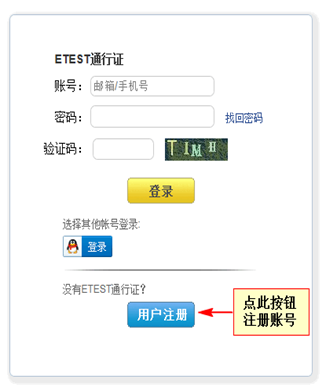 ETEST通行证
账号： 邮箱/手机号
密码： 找回密码
验证码： TIMH
登录
选择其他帐号登录:
登录
没有ETEST通行证?
用户注册
点此按钮
注册账号